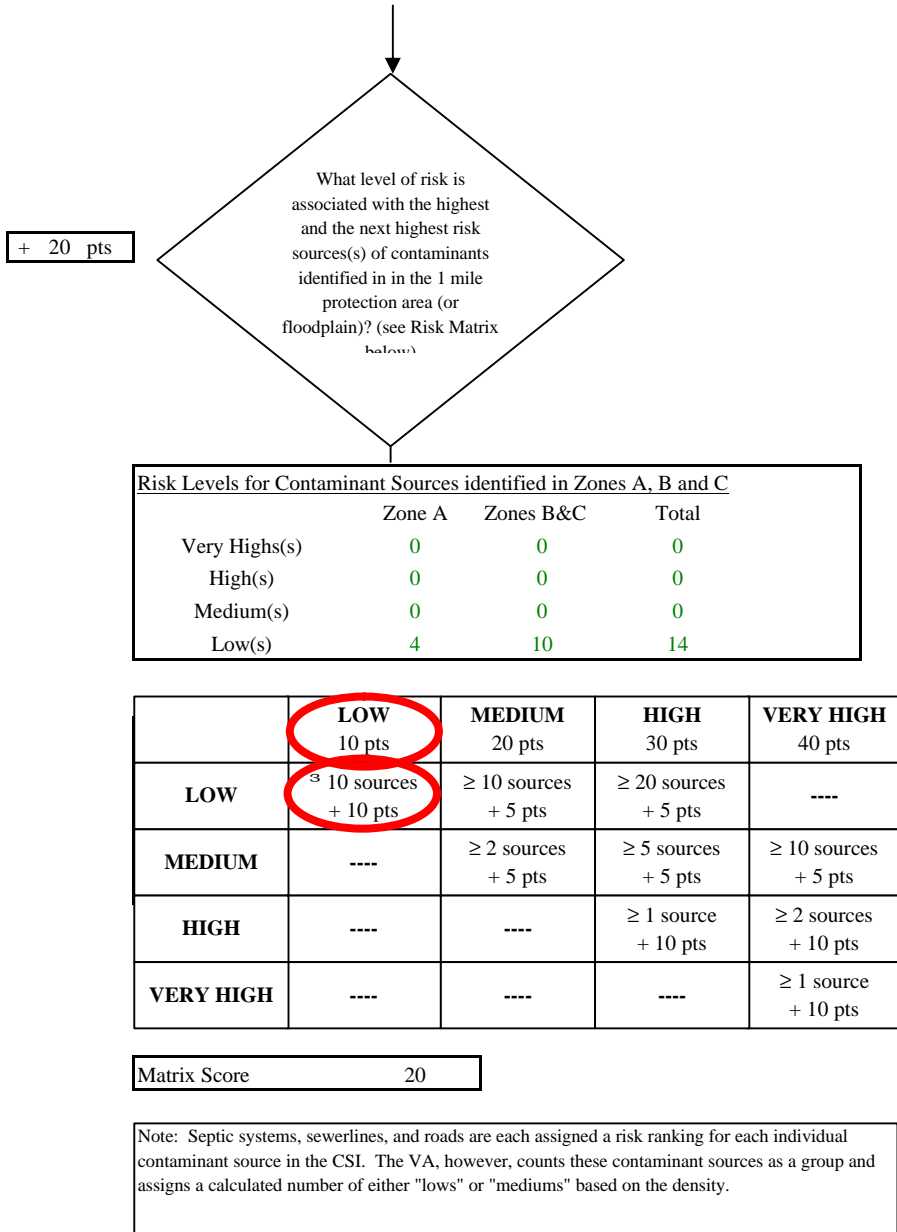 What level of risk is
associated with the highest
and the next highest risk
sources(s) of contaminants
identified in in the 1 mile
protection area (or
floodplain)? (see Risk Matrix
below)
+ 20 pts
Risk Levels for Contaminant Sources identified in Zones A, B and C
Zone A Zones B&C Total
Very Highs(s) 0 0 0
High(s) 0 0 0
Medium(s) 0 0 0
Low(s) 4 10 14
LOW MEDIUM HIGH VERY HIGH
10 pts 20 pts 30 pts 40 pts
LOW ³ 10 sources ≥ 10 sources ≥ 20 sources ----
+ 10 pts + 5 pts + 5 pts
MEDIUM ---- ≥ 2 sources ≥ 5 sources ≥ 10 sources
+ 5 pts + 5 pts + 5 pts
HIGH ---- ---- ≥ 1 source ≥ 2 sources
+ 10 pts + 10 pts
VERY HIGH ---- ---- ---- ≥ 1 source
+ 10 pts
Matrix Score 20
Note: Septic systems, sewerlines, and roads are each assigned a risk ranking for each individual
contaminant source in the CSI. The VA, however, counts these contaminant sources as a group and
assigns a calculated number of either "lows" or "mediums" based on the density.